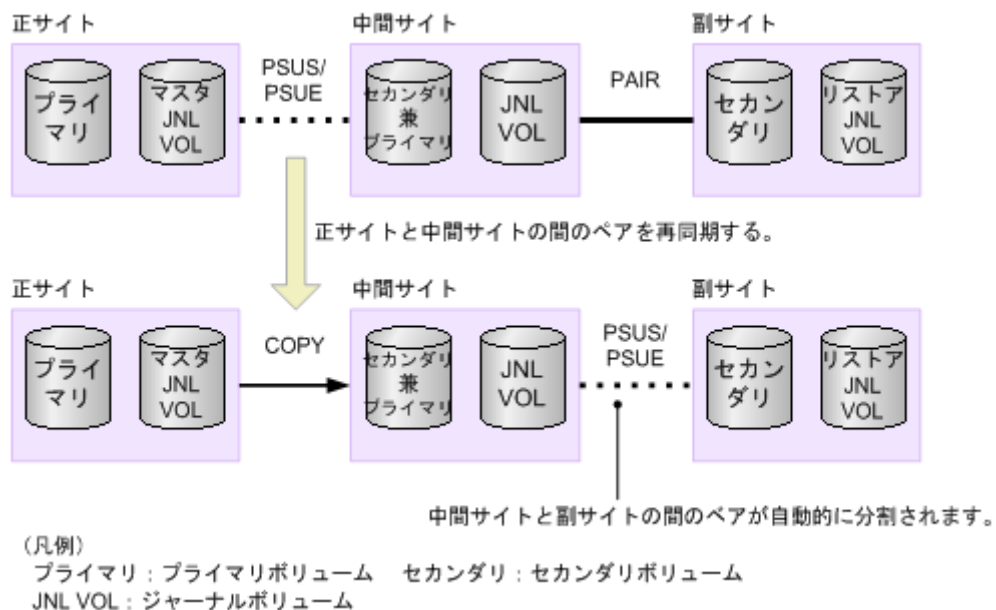 正サイト
中間サイト
副サイト
プライ
マリ
マスタ
JNL
VOL
PSUS/
PSUE
セカンダリ
兼
プライマリ
JNL
VOL
PAIR
セカン
ダリ
リストア
JNL
VOL
正サイトと中間サイトの間のペアを再同期する。
正サイト
中間サイト
副サイト
プライ
マリ
マスタ
JNL
VOL
COPY
セカンダリ
兼
プライマリ
JNL
VOL
PSUS/
PSUE
セカン
ダリ
リストア
JNL
VOL
中間サイトと副サイトの間のペアが自動的に分割されます。
（凡例）
プライマリ：プライマリボリューム　セカンダリ：セカンダリボリューム
JNL VOL：ジャーナルボリューム